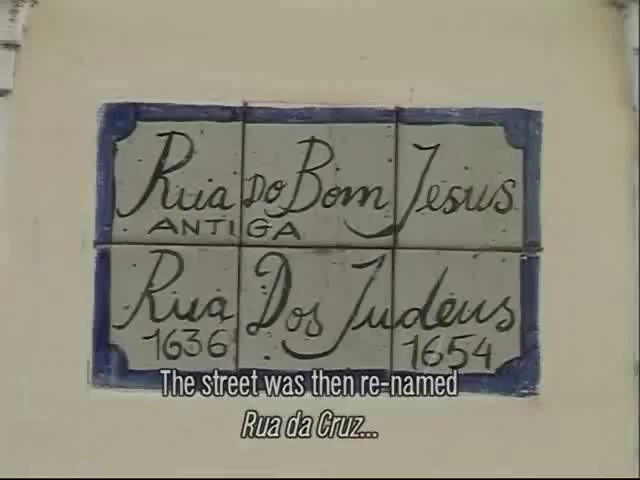 Rua Do Bom Jesus
ANTIGA
Rua Dos Judeus
1636 1654
The street was then re-named
Rua da Cruz...